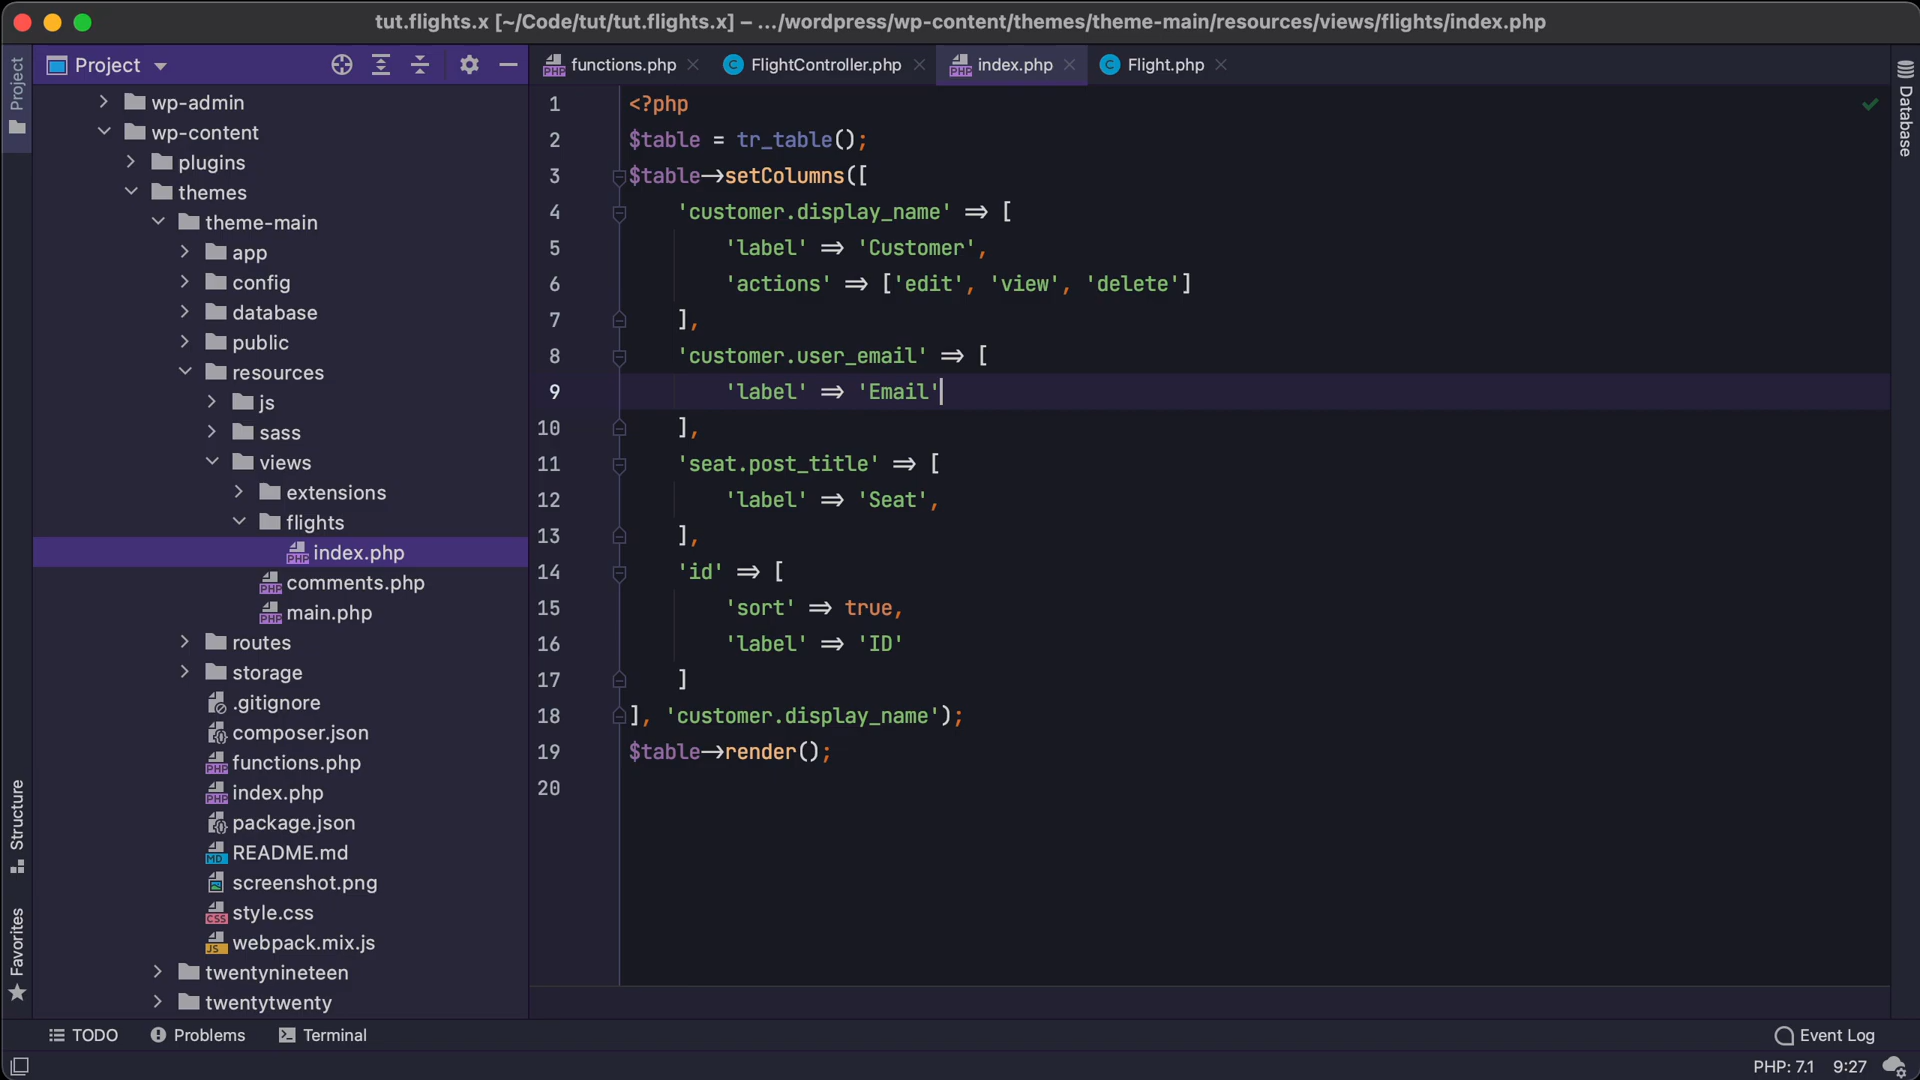 tut.flights.x [~/Code/tut/tut.flights.x] – .../wordpress/wp-content/themes/theme-main/resources/views/flights/index.php
Project
Project
functions.php
FlightController.php
index.php
Flight.php
Database
wp-admin
wp-content
plugins
themes
theme-main
app
config
database
public
resources
js
sass
views
extensions
flights
index.php
comments.php
main.php
routes
storage
.gitignore
composer.json
functions.php
index.php
package.json
README.md
screenshot.png
style.css
webpack.mix.js
twentynineteen
twentytwenty
Structure
Favorites
1 <?php
2 $table = tr_table();
3 $table->setColumns([
4 'customer.display_name' => [
5 'label' => 'Customer',
6 'actions' => ['edit', 'view', 'delete']
7 ],
8 'customer.user_email' => [
9 'label' => 'Email'
10 ],
11 'seat.post_title' => [
12 'label' => 'Seat',
13 ],
14 'id' => [
15 'sort' => true,
16 'label' => 'ID'
17 ]
18 ], 'customer.display_name');
19 $table->render();
20
TODO
Problems
Terminal
Event Log
PHP: 7.1
9:27